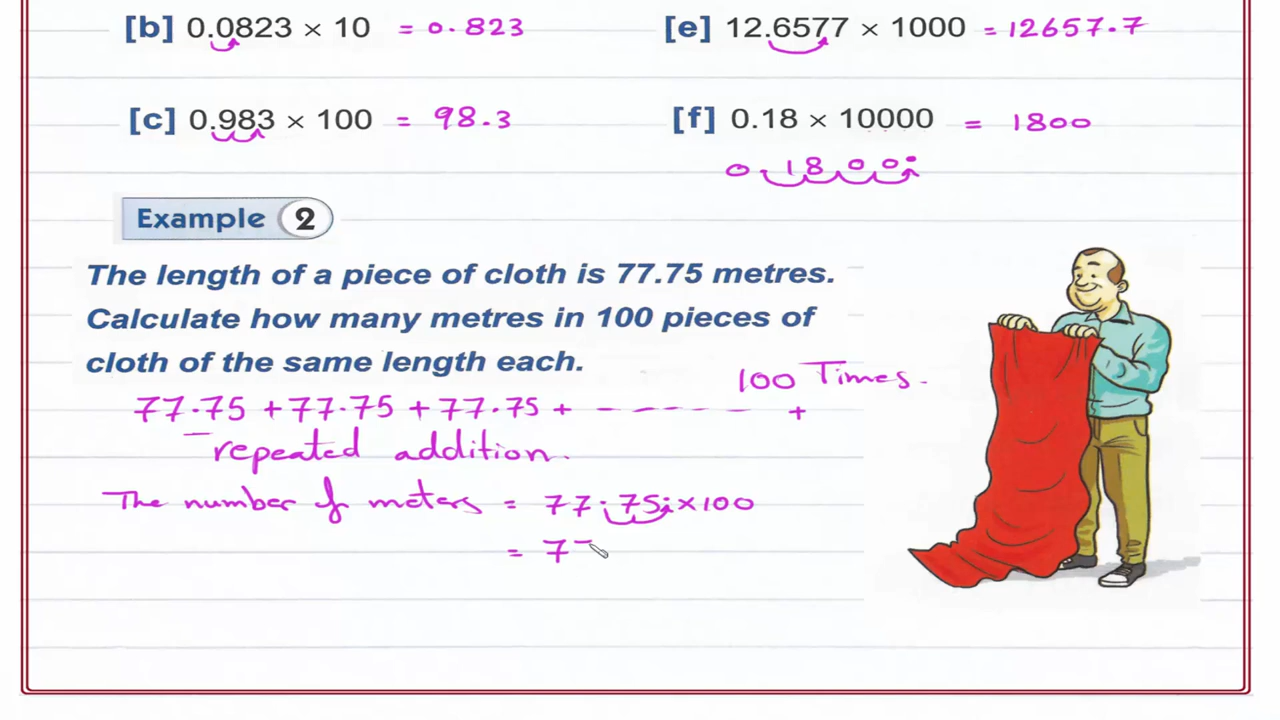 [b] 0.0823 × 10 = 0.823
[e] 12.6577 × 1000 = 12657.7
[c] 0.983 × 100 = 98.3
[f] 0.18 × 10000 = 1800
0.1800.
Example 2
The length of a piece of cloth is 77.75 metres.
Calculate how many metres in 100 pieces of
cloth of the same length each.
100 Times.
77.75 + 77.75 + 77.75 + ------- +
repeated addition.
The number of meters = 77.75. × 100
= 7